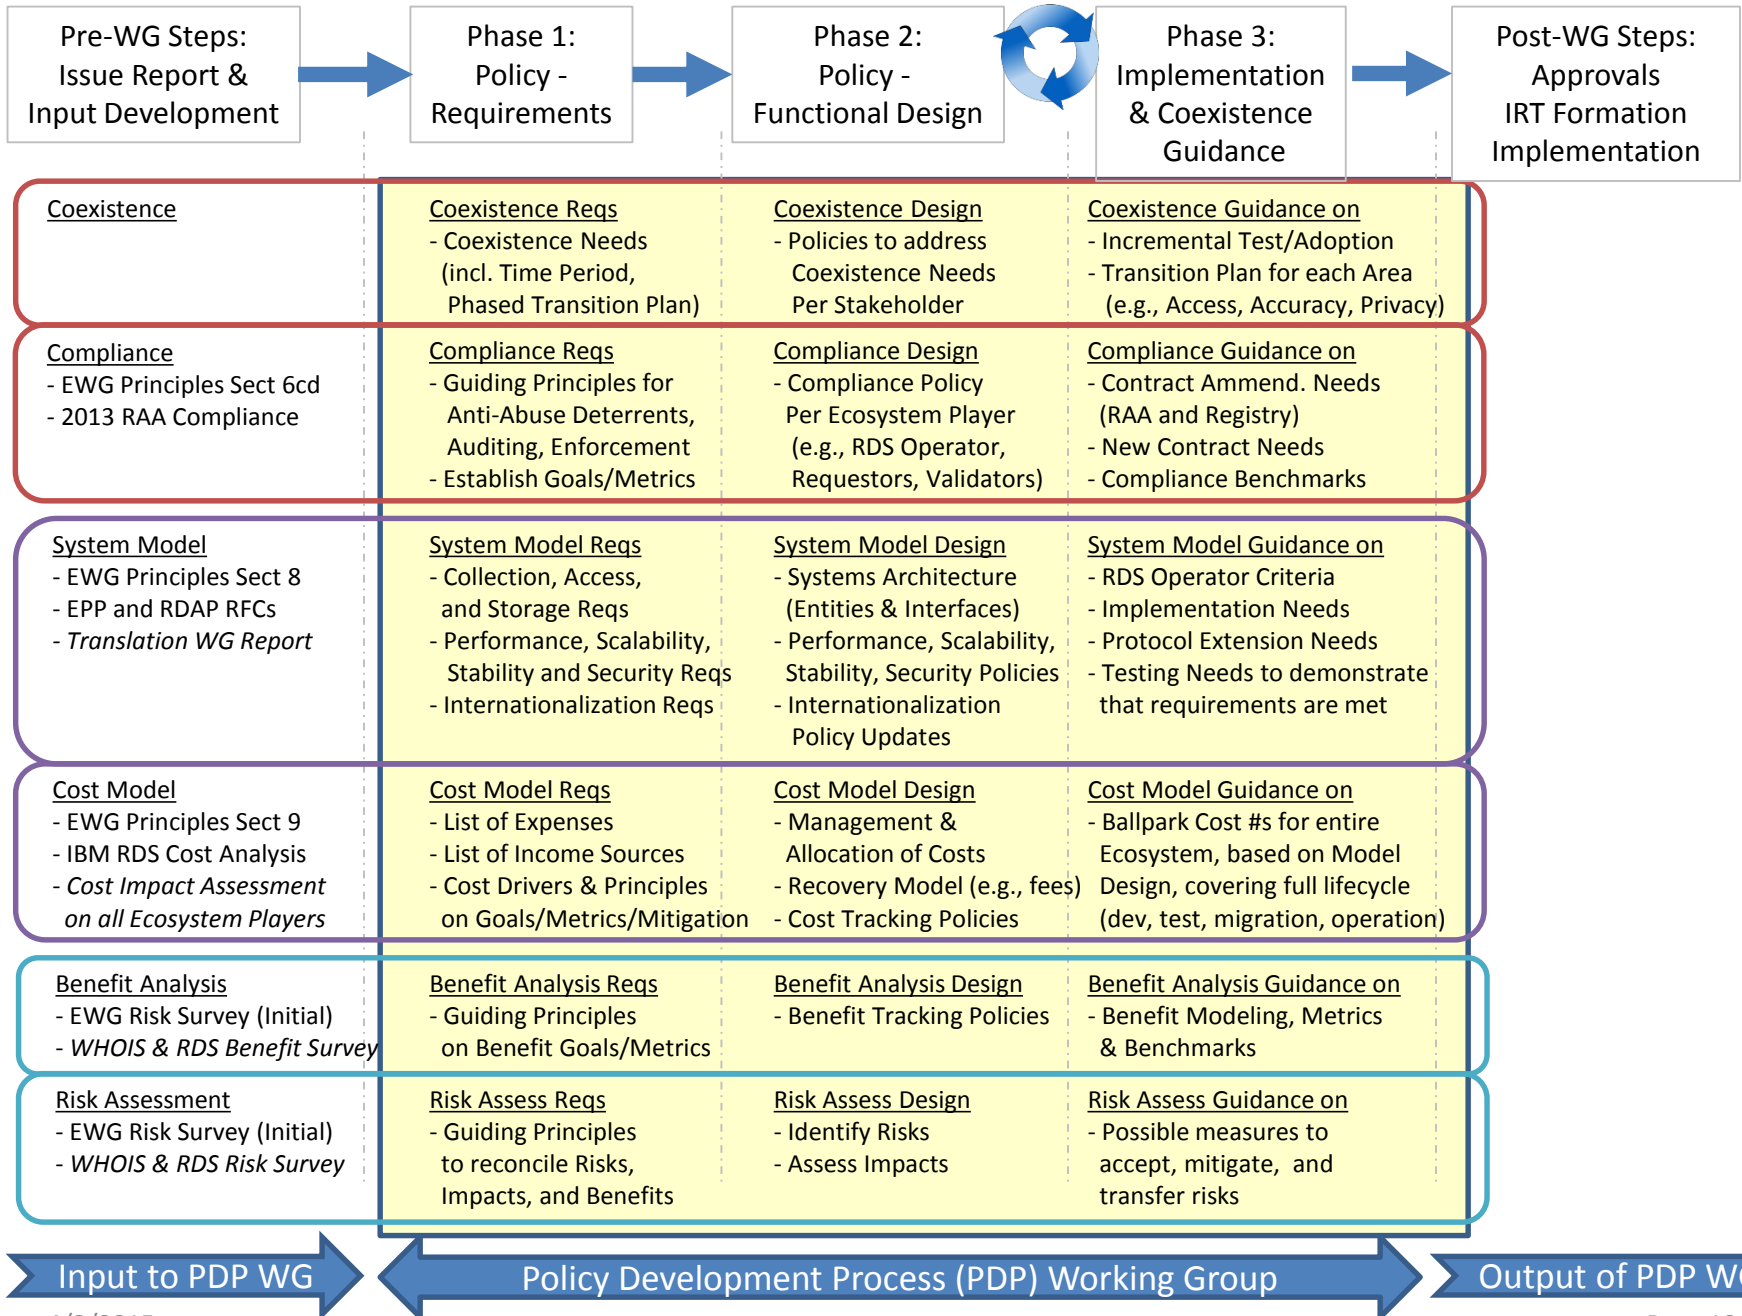 Pre-WG Steps:
Issue Report &
Input Development
Phase 1:
Policy -
Requirements
Phase 2:
Policy -
Functional Design
Phase 3:
Implementation
& Coexistence
Guidance
Post-WG Steps:
Approvals
IRT Formation
Implementation
Coexistence
Coexistence Reqs
- Coexistence Needs
(incl. Time Period,
Phased Transition Plan)
Coexistence Design
- Policies to address
Coexistence Needs
Per Stakeholder
Coexistence Guidance on
- Incremental Test/Adoption
- Transition Plan for each Area
(e.g., Access, Accuracy, Privacy)
Compliance
- EWG Principles Sect 6cd
- 2013 RAA Compliance
Compliance Reqs
- Guiding Principles for
Anti-Abuse Deterrents,
Auditing, Enforcement
- Establish Goals/Metrics
Compliance Design
- Compliance Policy
Per Ecosystem Player
(e.g., RDS Operator,
Requestors, Validators)
Compliance Guidance on
- Contract Ammend. Needs
(RAA and Registry)
- New Contract Needs
- Compliance Benchmarks
System Model
- EWG Principles Sect 8
- EPP and RDAP RFCs
- Translation WG Report
System Model Reqs
- Collection, Access,
and Storage Reqs
- Performance, Scalability,
Stability and Security Reqs
- Internationalization Reqs
System Model Design
- Systems Architecture
(Entities & Interfaces)
- Performance, Scalability,
Stability, Security Policies
- Internationalization
Policy Updates
System Model Guidance on
- RDS Operator Criteria
- Implementation Needs
- Protocol Extension Needs
- Testing Needs to demonstrate
that requirements are met
Cost Model
- EWG Principles Sect 9
- IBM RDS Cost Analysis
- Cost Impact Assessment
on all Ecosystem Players
Cost Model Reqs
- List of Expenses
- List of Income Sources
- Cost Drivers & Principles
on Goals/Metrics/Mitigation
Cost Model Design
- Management &
Allocation of Costs
- Recovery Model (e.g., fees)
- Cost Tracking Policies
Cost Model Guidance on
- Ballpark Cost #s for entire
Ecosystem, based on Model
Design, covering full lifecycle
(dev, test, migration, operation)
Benefit Analysis
- EWG Risk Survey (Initial)
- WHOIS & RDS Benefit Survey
Benefit Analysis Reqs
- Guiding Principles
on Benefit Goals/Metrics
Benefit Analysis Design
- Benefit Tracking Policies
Benefit Analysis Guidance on
- Benefit Modeling, Metrics
& Benchmarks
Risk Assessment
- EWG Risk Survey (Initial)
- WHOIS & RDS Risk Survey
Risk Assess Reqs
- Guiding Principles
to reconcile Risks,
Impacts, and Benefits
Risk Assess Design
- Identify Risks
- Assess Impacts
Risk Assess Guidance on
- Possible measures to
accept, mitigate, and
transfer risks
Input to PDP WG
Policy Development Process (PDP) Working Group
Output of PDP